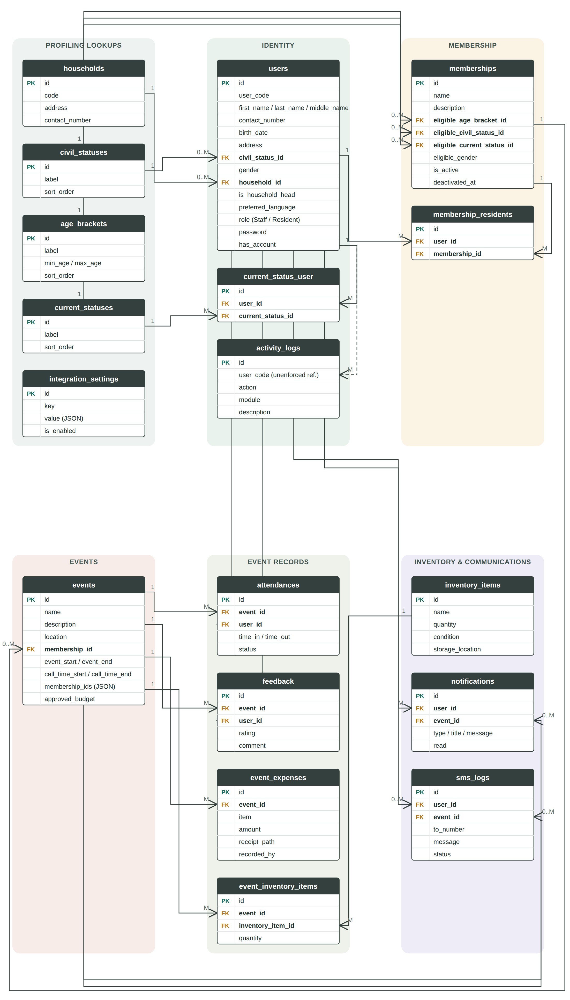 PROFILING LOOKUPS
households
PK id
code
address
contact_number
1
1
civil_statuses
PK id
label
sort_order
1
1
age_brackets
PK id
label
min_age / max_age
sort_order
1
current_statuses
PK id
label
sort_order
1
integration_settings
PK id
key
value (JSON)
is_enabled
IDENTITY
users
PK id
user_code
first_name / last_name / middle_name
contact_number
birth_date
address
FK civil_status_id
gender
FK household_id
is_household_head
preferred_language
role (Staff / Resident)
password
has_account
0..M
0..M
1
1
current_status_user
PK id
FK user_id
FK current_status_id
M
M
activity_logs
PK id
user_code (unenforced ref.)
action
module
description
M
MEMBERSHIP
memberships
PK id
name
description
FK eligible_age_bracket_id
FK eligible_civil_status_id
FK eligible_current_status_id
eligible_gender
is_active
deactivated_at
0..M
0..M
0..M
1
1
membership_residents
PK id
FK user_id
FK membership_id
M
M
EVENTS
events
PK id
name
description
location
FK membership_id
event_start / event_end
call_time_start / call_time_end
membership_ids (JSON)
approved_budget
0..M
1
1
1
1
EVENT RECORDS
attendances
PK id
FK event_id
FK user_id
time_in / time_out
status
M
feedback
PK id
FK event_id
FK user_id
rating
comment
M
event_expenses
PK id
FK event_id
item
amount
receipt_path
recorded_by
M
event_inventory_items
PK id
FK event_id
FK inventory_item_id
quantity
M
M
INVENTORY & COMMUNICATIONS
inventory_items
PK id
name
quantity
condition
storage_location
1
notifications
PK id
FK user_id
FK event_id
type / title / message
read
M
0..M
sms_logs
PK id
FK user_id
FK event_id
to_number
message
status
0..M
0..M